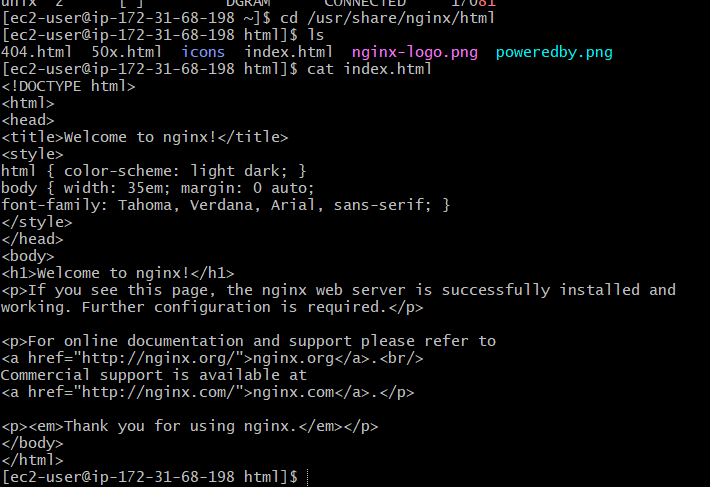 unix  2      [ ]         DGRAM      CONNECTED     17081
[ec2-user@ip-172-31-68-198 ~]$ cd /usr/share/nginx/html
[ec2-user@ip-172-31-68-198 html]$ ls
404.html  50x.html  icons  index.html  nginx-logo.png  poweredby.png
[ec2-user@ip-172-31-68-198 html]$ cat index.html
<!DOCTYPE html>
<html>
<head>
<title>Welcome to nginx!</title>
<style>
html { color-scheme: light dark; }
body { width: 35em; margin: 0 auto;
font-family: Tahoma, Verdana, Arial, sans-serif; }
</style>
</head>
<body>
<h1>Welcome to nginx!</h1>
<p>If you see this page, the nginx web server is successfully installed and
working. Further configuration is required.</p>

<p>For online documentation and support please refer to
<a href="http://nginx.org/">nginx.org</a>.<br/>
Commercial support is available at
<a href="http://nginx.com/">nginx.com</a>.</p>

<p><em>Thank you for using nginx.</em></p>
</body>
</html>
[ec2-user@ip-172-31-68-198 html]$